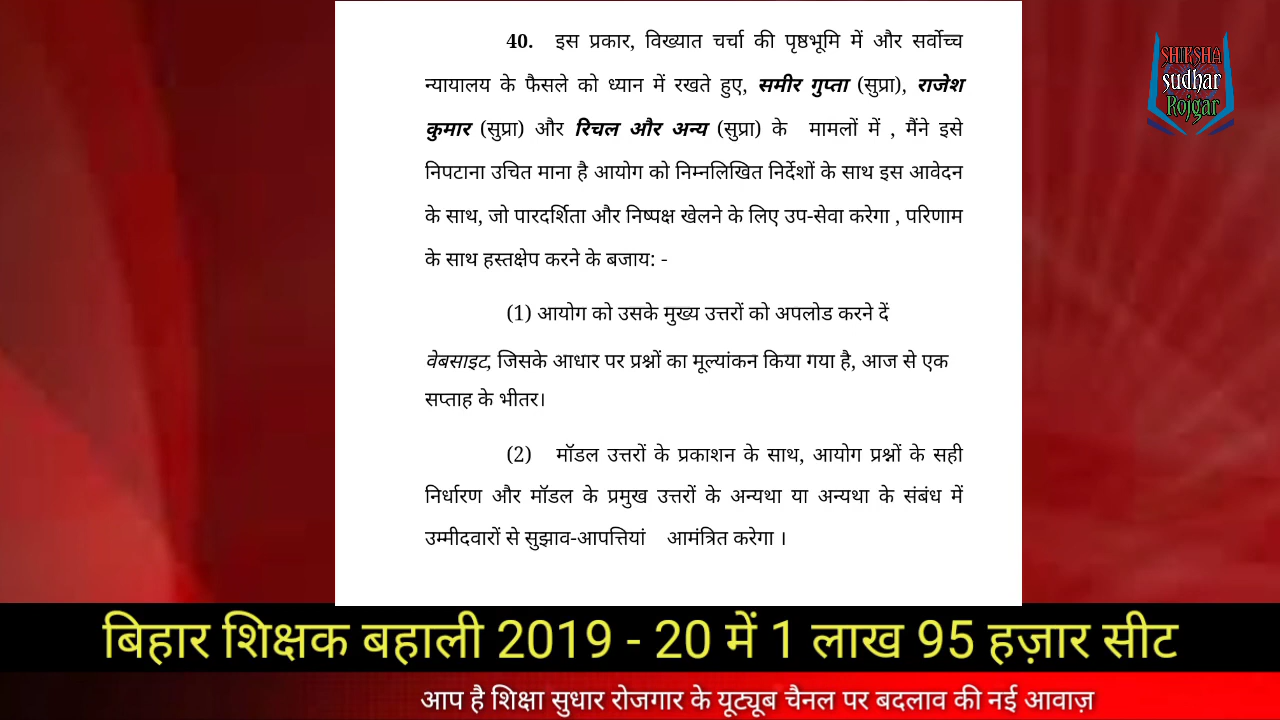 40. इस प्रकार, विख्यात चर्चा की पृष्ठभूमि में और सर्वोच्च
न्यायालय के फैसले को ध्यान में रखते हुए, समीर गुप्ता (सुप्रा), राजेश
कुमार (सुप्रा) और रिचल और अन्य (सुप्रा) के मामलों में , मैंने इसे
निपटाना उचित माना है आयोग को निम्नलिखित निर्देशों के साथ इस आवेदन
के साथ, जो पारदर्शिता और निष्पक्ष खेलने के लिए उप-सेवा करेगा , परिणाम
के साथ हस्तक्षेप करने के बजाय: -
(1) आयोग को उसके मुख्य उत्तरों को अपलोड करने दें
वेबसाइट, जिसके आधार पर प्रश्नों का मूल्यांकन किया गया है, आज से एक
सप्ताह के भीतर।
(2) मॉडल उत्तरों के प्रकाशन के साथ, आयोग प्रश्नों के सही
निर्धारण और मॉडल के प्रमुख उत्तरों के अन्यथा या अन्यथा के संबंध में
उम्मीदवारों से सुझाव-आपत्तियां आमंत्रित करेगा ।
SHIKSHA
sudhar
Rojgar
बिहार शिक्षक बहाली 2019 - 20 में 1 लाख 95 हज़ार सीट
आप है शिक्षा सुधार रोजगार के यूट्यूब चैनल पर बदलाव की नई आवाज़